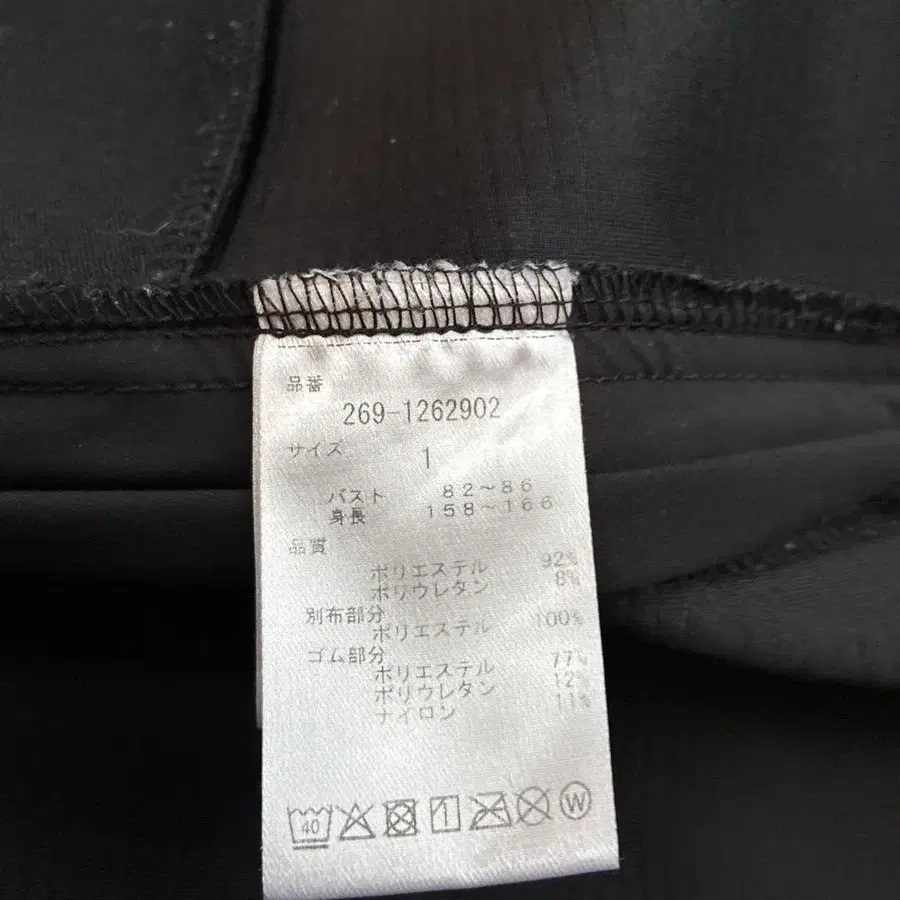 品番
269-1262902
サイズ 1
バスト 82～86
身長 158～166
品質
ポリエステル 92%
ポリウレタン 8%
別布部分
ポリエステル 100%
ゴム部分
ポリエステル 77%
ポリウレタン 12%
ナイロン 11%
40 1 W